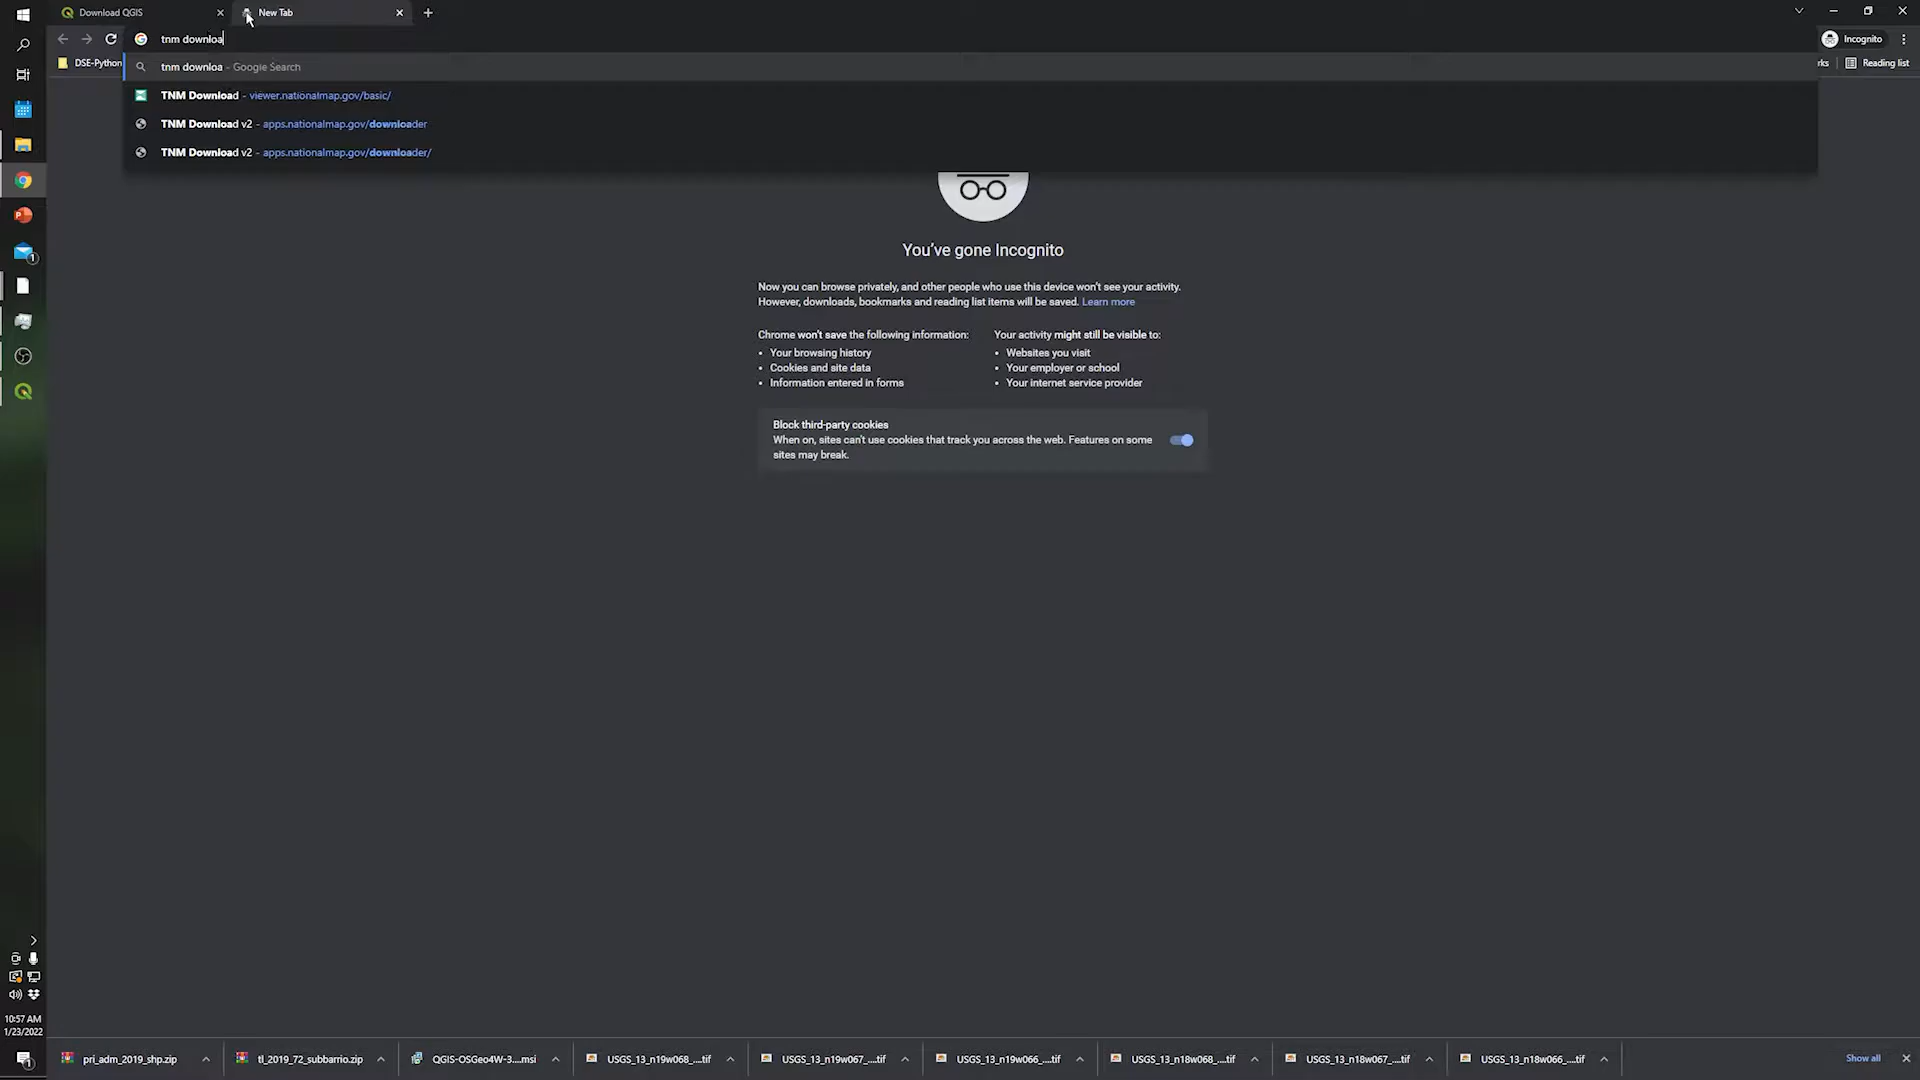 Download QGIS
New Tab
tnm downloa
Incognito
DSE-Python
rks
Reading list
tnm downloa - Google Search
TNM Download - viewer.nationalmap.gov/basic/
TNM Download v2 - apps.nationalmap.gov/downloader
TNM Download v2 - apps.nationalmap.gov/downloader/
You've gone Incognito
Now you can browse privately, and other people who use this device won't see your activity.
However, downloads, bookmarks and reading list items will be saved. Learn more
Chrome won't save the following information:
• Your browsing history
• Cookies and site data
• Information entered in forms
Your activity might still be visible to:
• Websites you visit
• Your employer or school
• Your internet service provider
Block third-party cookies
When on, sites can't use cookies that track you across the web. Features on some
sites may break.
1
10:57 AM
1/23/2022
1
pri_adm_2019_shp.zip
tl_2019_72_subbarrio.zip
QGIS-OSGeo4W-3....msi
USGS_13_n19w068_....tif
USGS_13_n19w067_....tif
USGS_13_n19w066_....tif
USGS_13_n18w068_....tif
USGS_13_n18w067_....tif
USGS_13_n18w066_....tif
Show all